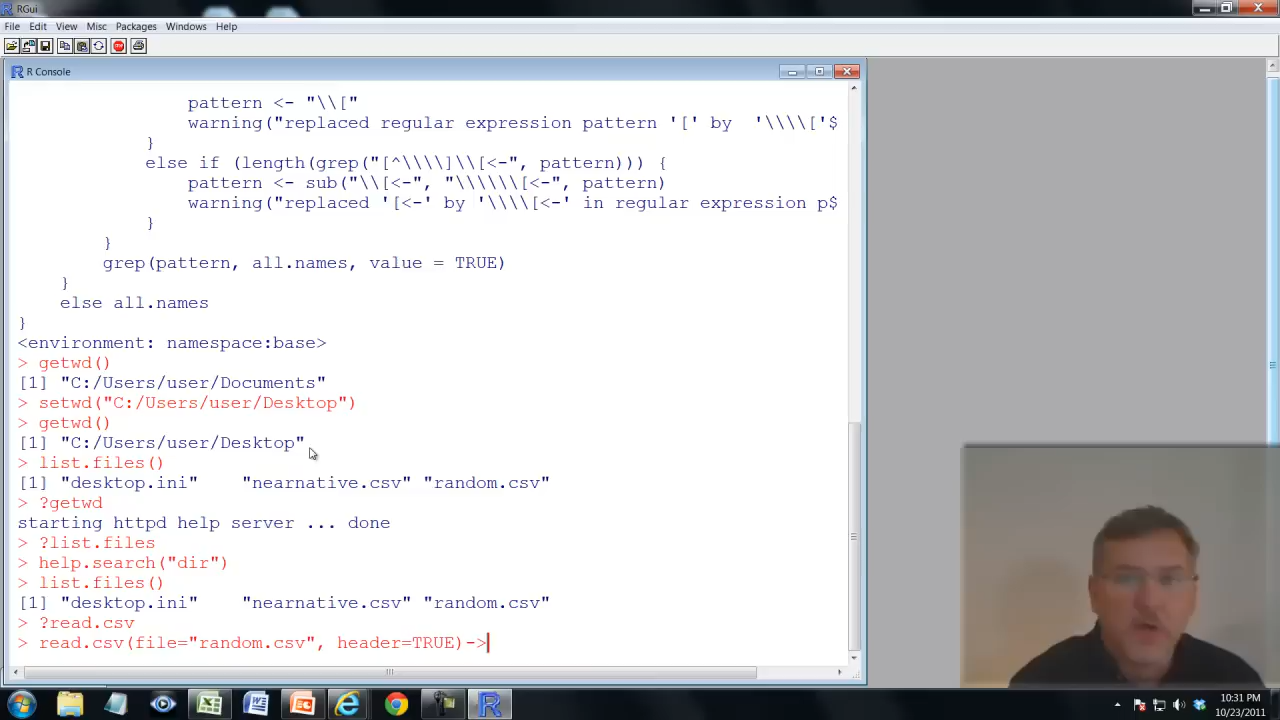 RGui
File Edit View Misc Packages Windows Help
STOP
R Console
pattern <- "\\["
warning("replaced regular expression pattern '[' by  '\\\\['$
}
else if (length(grep("[^\\\\]\\[<-", pattern))) {
pattern <- sub("\\[<-", "\\\\\\[<-", pattern)
warning("replaced '[<-' by '\\\\[<-' in regular expression p$
}
}
grep(pattern, all.names, value = TRUE)
}
else all.names
}
<environment: namespace:base>
> getwd()
[1] "C:/Users/user/Documents"
> setwd("C:/Users/user/Desktop")
> getwd()
[1] "C:/Users/user/Desktop"
> list.files()
[1] "desktop.ini"    "nearnative.csv" "random.csv"
> ?getwd
starting httpd help server ... done
> ?list.files
> help.search("dir")
> list.files()
[1] "desktop.ini"    "nearnative.csv" "random.csv"
> ?read.csv
> read.csv(file="random.csv", header=TRUE)->
10:31 PM
10/23/2011